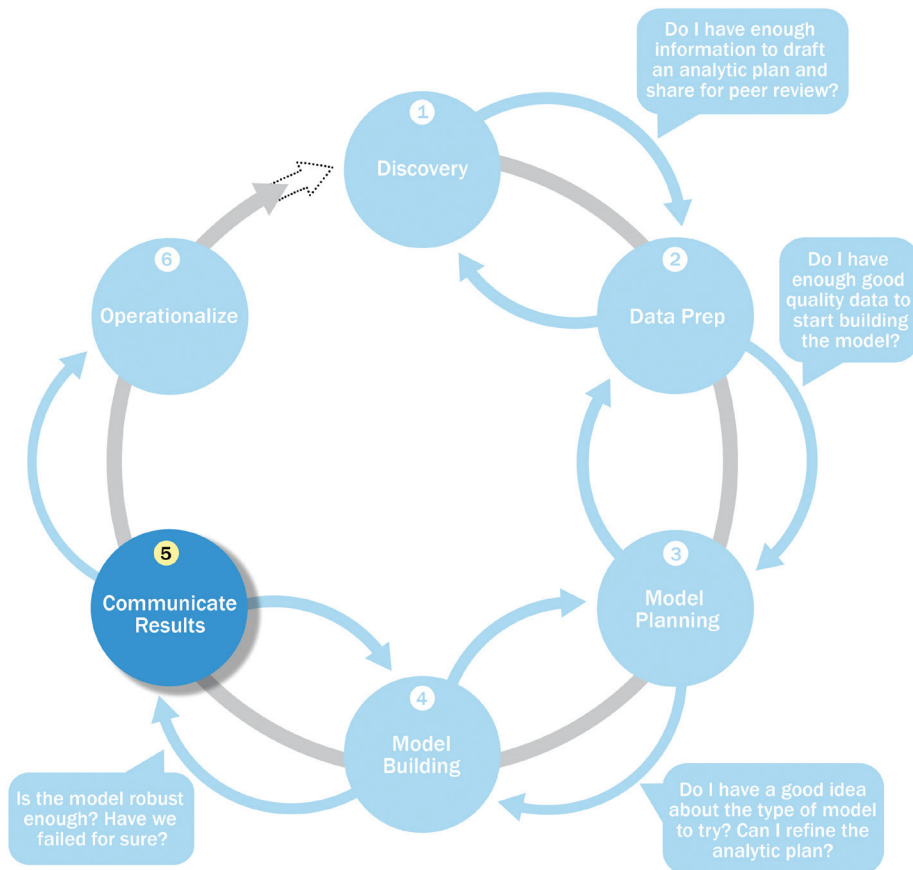 Do I have enough
information to draft
an analytic plan and
share for peer review?
1
Discovery
2
Data Prep
Do I have
enough good
quality data to
start building
the model?
3
Model
Planning
Do I have a good idea
about the type of model
to try? Can I refine the
analytic plan?
4
Model
Building
Is the model robust
enough? Have we
failed for sure?
5
Communicate
Results
6
Operationalize